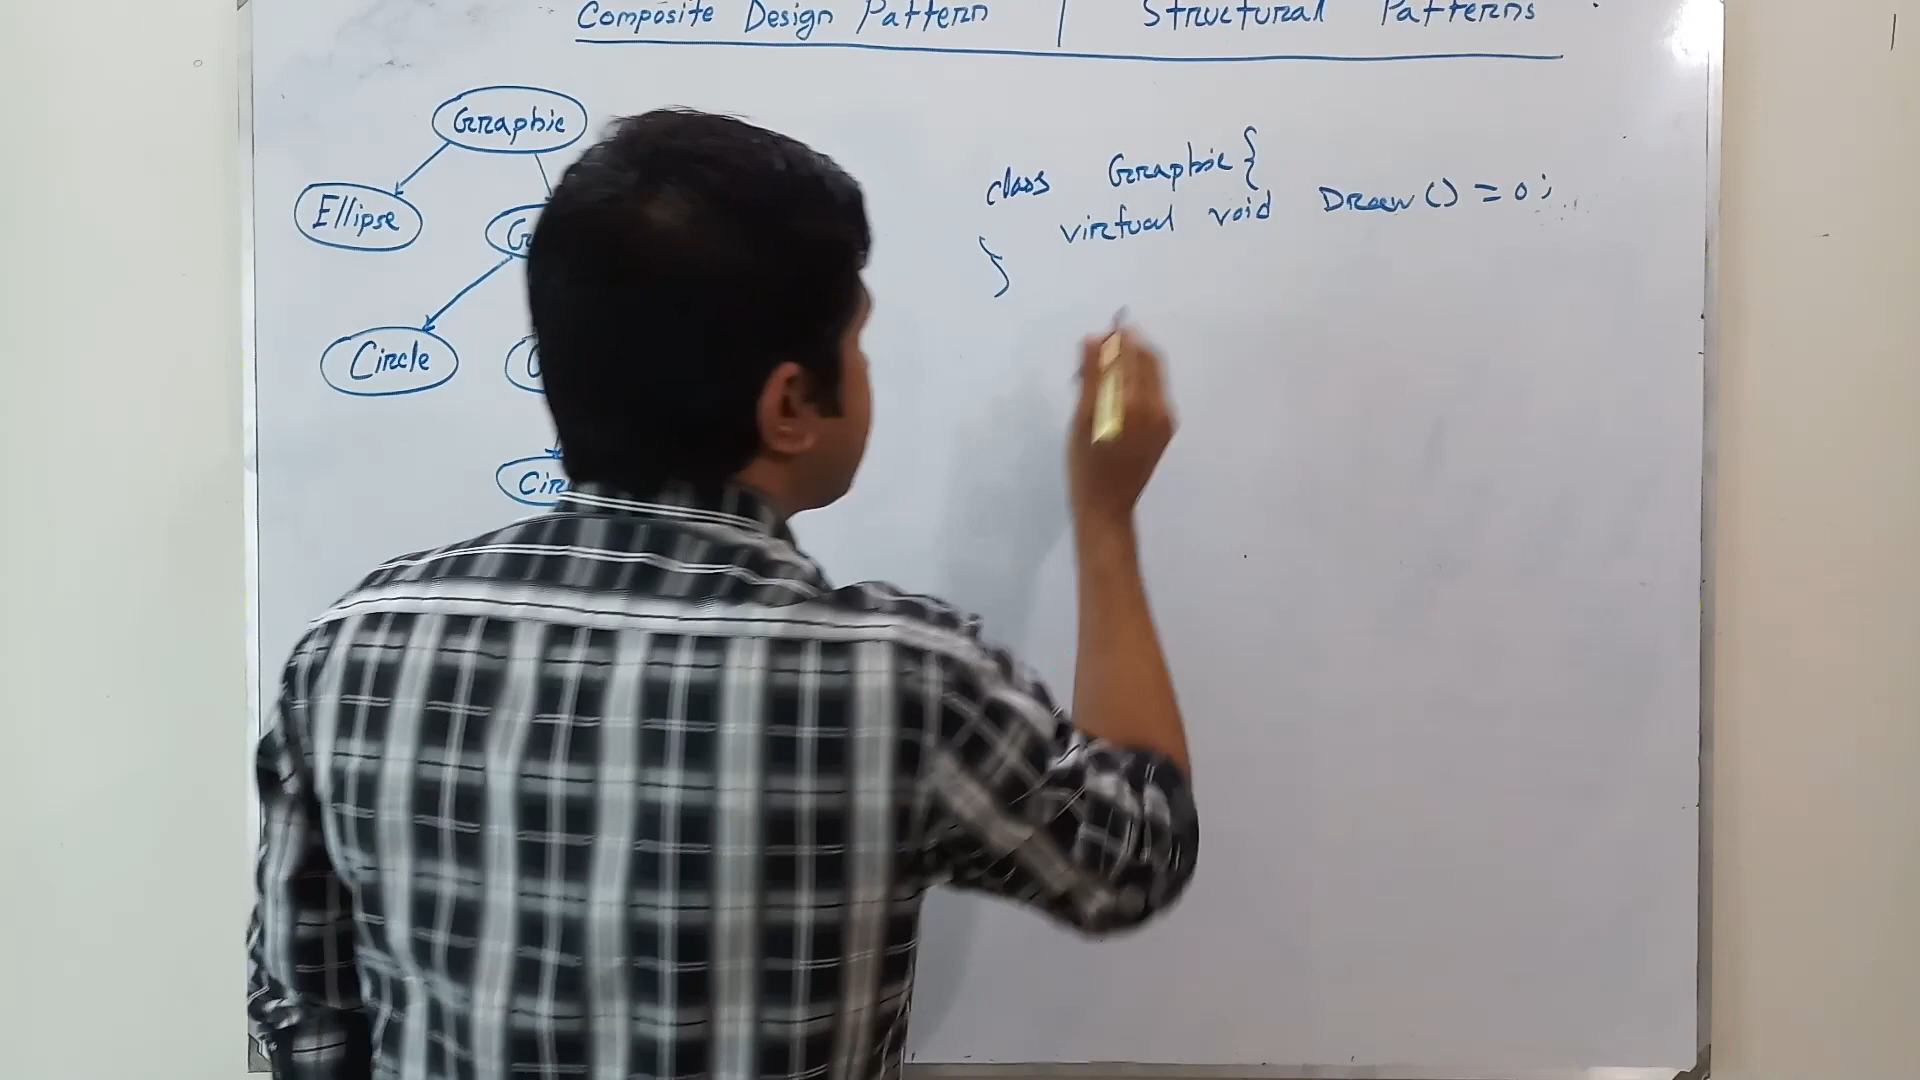 Composite Design Pattern | Structural Patterns
Graphic
Ellipse
Circle
class Graphic {
virtual void Draw () = 0;
}